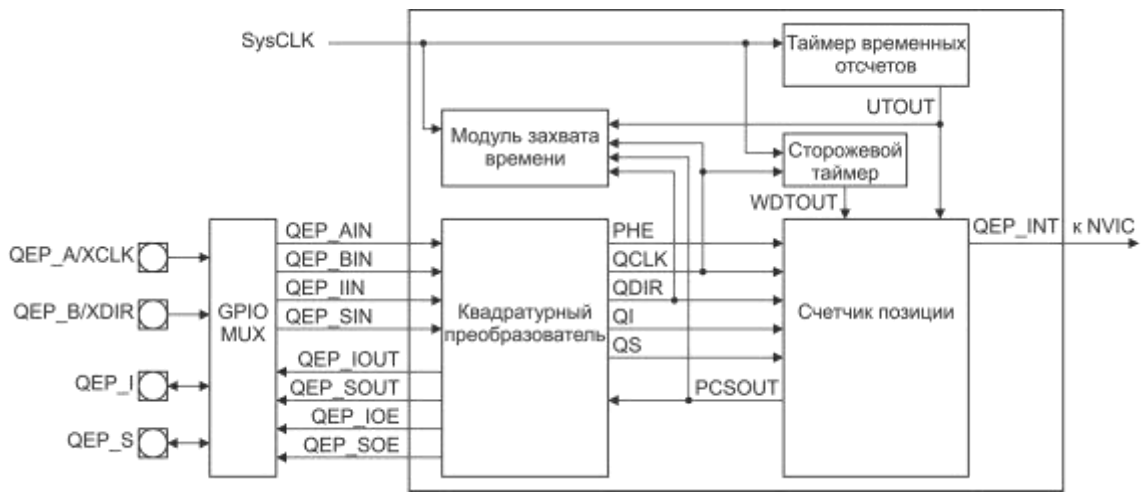 SysCLK
Таймер временных
отсчетов
UTOUT
Модуль захвата
времени
Сторожевой
таймер
WDTOUT
QEP_A/XCLK
QEP_B/XDIR
QEP_I
QEP_S
GPIO
MUX
QEP_AIN
QEP_BIN
QEP_IIN
QEP_SIN
QEP_IOUT
QEP_SOUT
QEP_IOE
QEP_SOE
Квадратурный
преобразователь
PHE
QCLK
QDIR
QI
QS
PCSOUT
Счетчик позиции
QEP_INT к NVIC